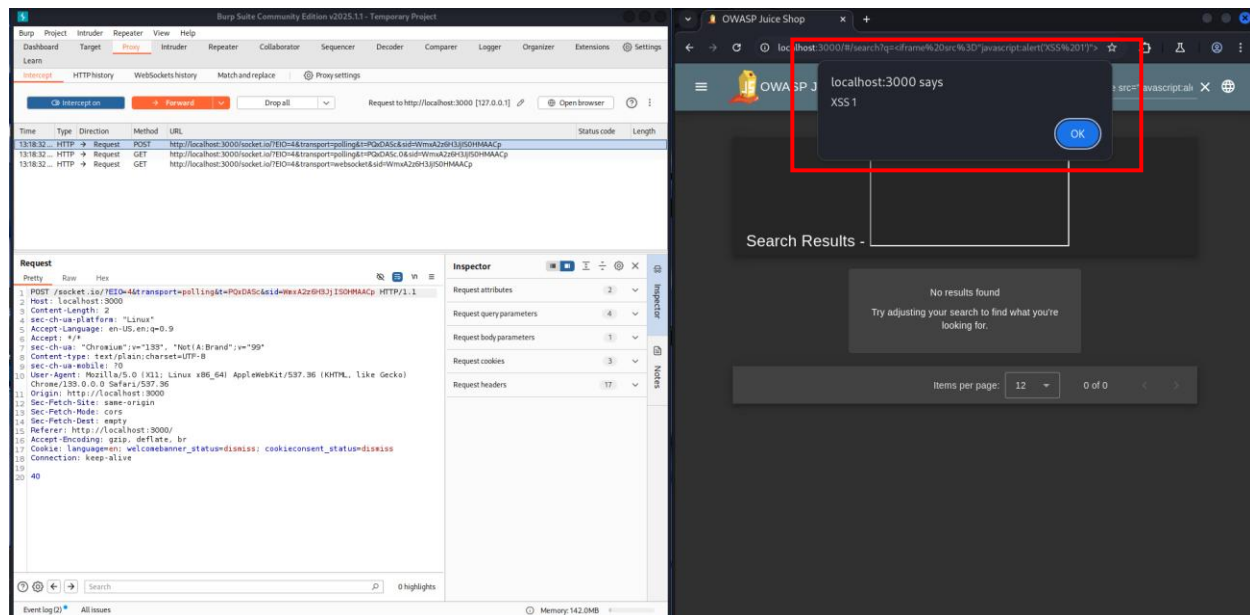 Burp Suite Community Edition v2025.1.1 - Temporary Project
Burp Project Intruder Repeater View Help
Dashboard Target Proxy Intruder Repeater Collaborator Sequencer Decoder Comparer Logger Organizer Extensions Settings
Learn
Intercept HTTP history WebSockets history Match and replace Proxy settings
Intercept on Forward Drop all Request to http://localhost:3000 [127.0.0.1] Open browser
Time Type Direction Method URL Status code Length
13:18:32... HTTP → Request POST http://localhost:3000/socket.io/?EIO=4&transport=polling&t=PQxDASc&sid=WmxA2z6H3JjISOHMAACp
13:18:32... HTTP → Request GET http://localhost:3000/socket.io/?EIO=4&transport=polling&t=PQxDASc.0&sid=WmxA2z6H3JjISOHMAACp
13:18:32... HTTP → Request GET http://localhost:3000/socket.io/?EIO=4&transport=websocket&sid=WmxA2z6H3JjISOHMAACp
Request
Pretty Raw Hex
1 POST /socket.io/?EIO=4&transport=polling&t=PQxDASc&sid=WmxA2z6H3JjISOHMAACp HTTP/1.1
2 Host: localhost:3000
3 Content-Length: 2
4 sec-ch-ua-platform: "Linux"
5 Accept-Language: en-US,en;q=0.9
6 Accept: */*
7 sec-ch-ua: "Chromium";v="133", "Not(A:Brand";v="99"
8 Content-type: text/plain;charset=UTF-8
9 sec-ch-ua-mobile: ?0
10 User-Agent: Mozilla/5.0 (X11; Linux x86_64) AppleWebKit/537.36 (KHTML, like Gecko)
Chrome/133.0.0.0 Safari/537.36
11 Origin: http://localhost:3000
12 Sec-Fetch-Site: same-origin
13 Sec-Fetch-Mode: cors
14 Sec-Fetch-Dest: empty
15 Referer: http://localhost:3000/
16 Accept-Encoding: gzip, deflate, br
17 Cookie: language=en; welcomebanner_status=dismiss; cookieconsent_status=dismiss
18 Connection: keep-alive
19
20 40
Inspector
Request attributes 2
Request query parameters 4
Request body parameters 1
Request cookies 3
Request headers 17
Inspector
Notes
Search 0 highlights
Event log (2) All issues Memory: 142.0MB
OWASP Juice Shop
localhost:3000/#/search?q=<iframe%20src%3D"javascript:alert('XSS%201')">
OWASP J
e src="javascript:ale
localhost:3000 says
XSS 1
OK
Search Results -
No results found
Try adjusting your search to find what you're
looking for.
Items per page: 12 0 of 0